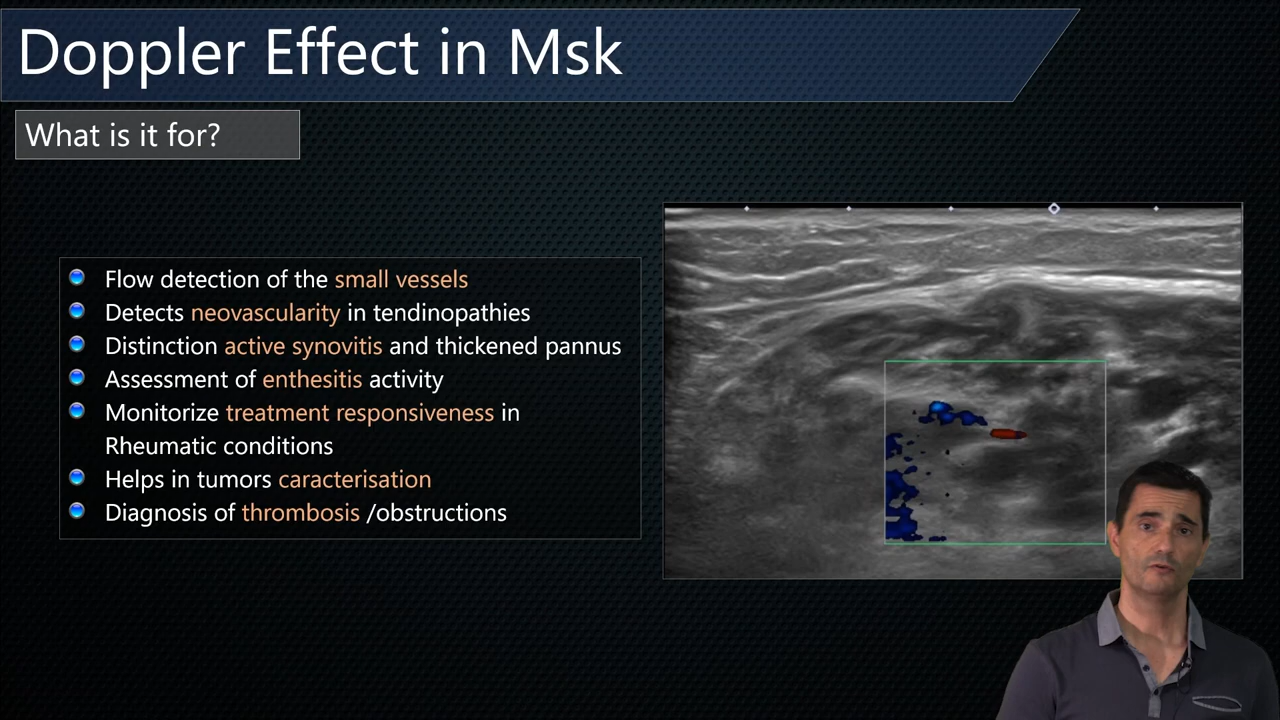 Doppler Effect in Msk
What is it for?
Flow detection of the small vessels
Detects neovascularity in tendinopathies
Distinction active synovitis and thickened pannus
Assessment of enthesitis activity
Monitorize treatment responsiveness in
Rheumatic conditions
Helps in tumors caracterisation
Diagnosis of thrombosis /obstructions